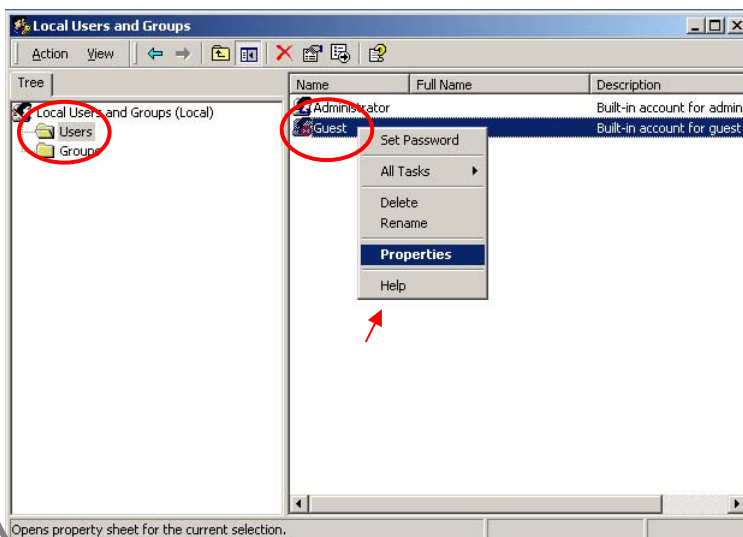 Local Users and Groups
Action View
Tree
Name Full Name Description
Local Users and Groups (Local)
Users
Groups
Administrator Built-in account for admin
Guest Built-in account for guest
Set Password
All Tasks
Delete
Rename
Properties
Help
Opens property sheet for the current selection.